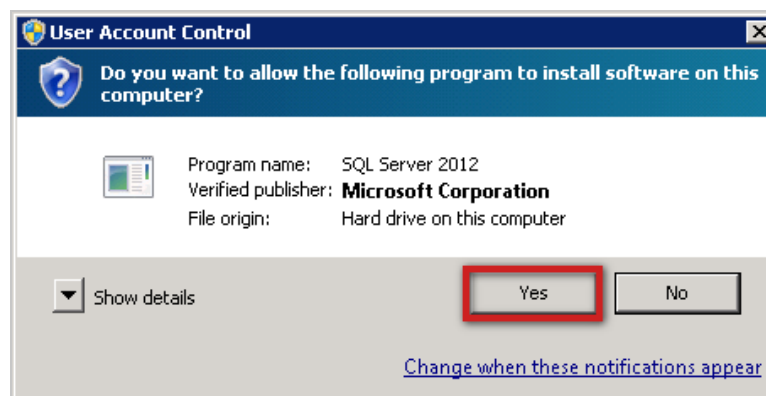 User Account Control
Do you want to allow the following program to install software on this
computer?
Program name: SQL Server 2012
Verified publisher: Microsoft Corporation
File origin: Hard drive on this computer
Show details
Yes
No
Change when these notifications appear